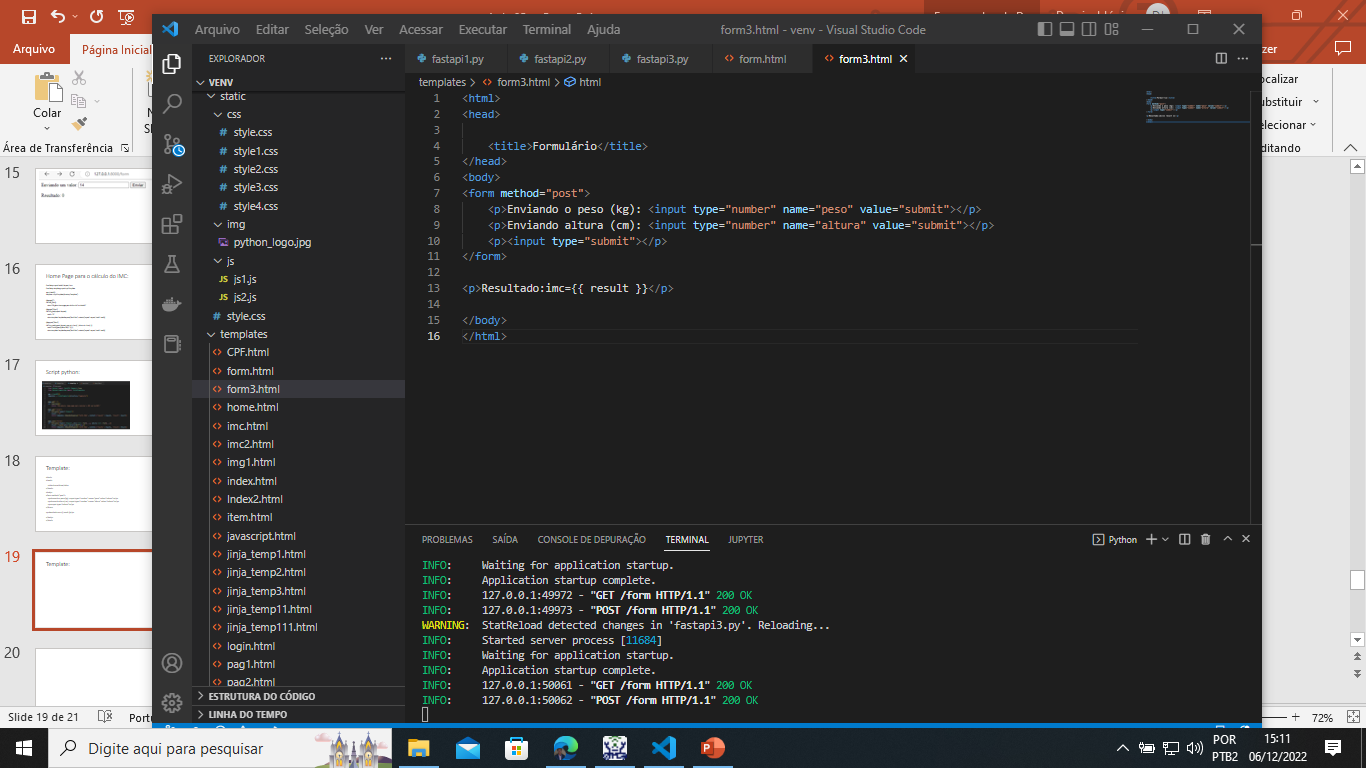 Arquivo
Página Inicial
Colar
Área de Transferência
15
16
Home Page para o cálculo do IMC:
17
Script python:
18
Template:
19
Template:
20
Slide 19 de 21
Arquivo Editar Seleção Ver Acessar Executar Terminal Ajuda
form3.html - venv - Visual Studio Code
EXPLORADOR
VENV
static
css
# style.css
# style1.css
# style2.css
# style3.css
# style4.css
img
python_logo.jpg
js
JS js1.js
JS js2.js
# style.css
templates
CPF.html
form.html
form3.html
home.html
imc.html
imc2.html
img1.html
index.html
Index2.html
item.html
javascript.html
jinja_temp1.html
jinja_temp2.html
jinja_temp3.html
jinja_temp11.html
jinja_temp111.html
login.html
pag1.html
pag2.html
ESTRUTURA DO CÓDIGO
LINHA DO TEMPO
fastapi1.py fastapi2.py fastapi3.py form.html form3.html
templates > form3.html > html
1 <html>
2 <head>
3
4 <title>Formulário</title>
5 </head>
6 <body>
7 <form method="post">
8 <p>Enviando o peso (kg): <input type="number" name="peso" value="submit"></p>
9 <p>Enviando altura (cm): <input type="number" name="altura" value="submit"></p>
10 <p><input type="submit"></p>
11 </form>
12
13 <p>Resultado:imc={{ result }}</p>
14
15 </body>
16 </html>
PROBLEMAS SAÍDA CONSOLE DE DEPURAÇÃO TERMINAL JUPYTER
Python
INFO: Waiting for application startup.
INFO: Application startup complete.
INFO: 127.0.0.1:49972 - "GET /form HTTP/1.1" 200 OK
INFO: 127.0.0.1:49973 - "POST /form HTTP/1.1" 200 OK
WARNING: StatReload detected changes in 'fastapi3.py'. Reloading...
INFO: Started server process [11684]
INFO: Waiting for application startup.
INFO: Application startup complete.
INFO: 127.0.0.1:50061 - "GET /form HTTP/1.1" 200 OK
INFO: 127.0.0.1:50062 - "POST /form HTTP/1.1" 200 OK
72%
Digite aqui para pesquisar
POR
PTB2
15:11
06/12/2022